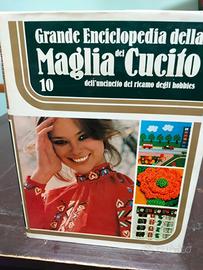 Grande Enciclopedia della
Maglia del Cucito
10 dell'uncinetto del ricamo degli hobbies